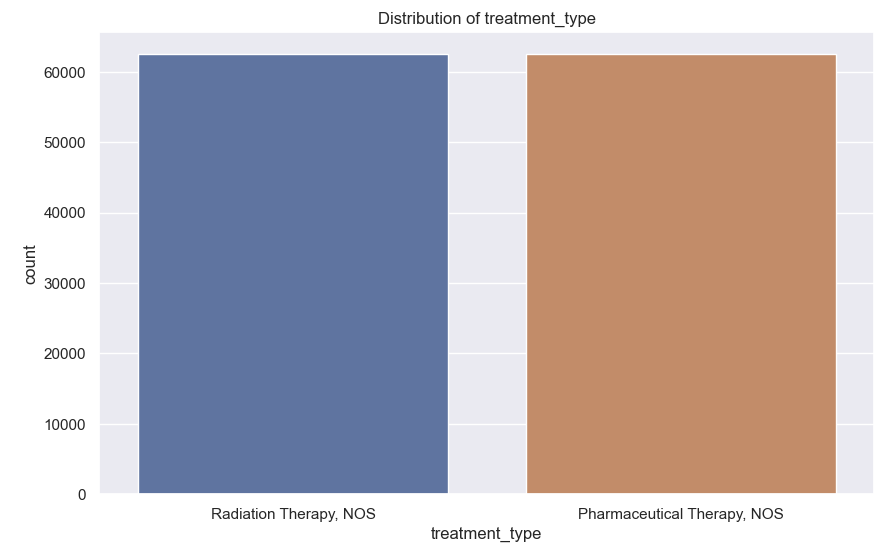 Distribution of treatment_type
60000
50000
40000
30000
20000
10000
0
count
Radiation Therapy, NOS
Pharmaceutical Therapy, NOS
treatment_type